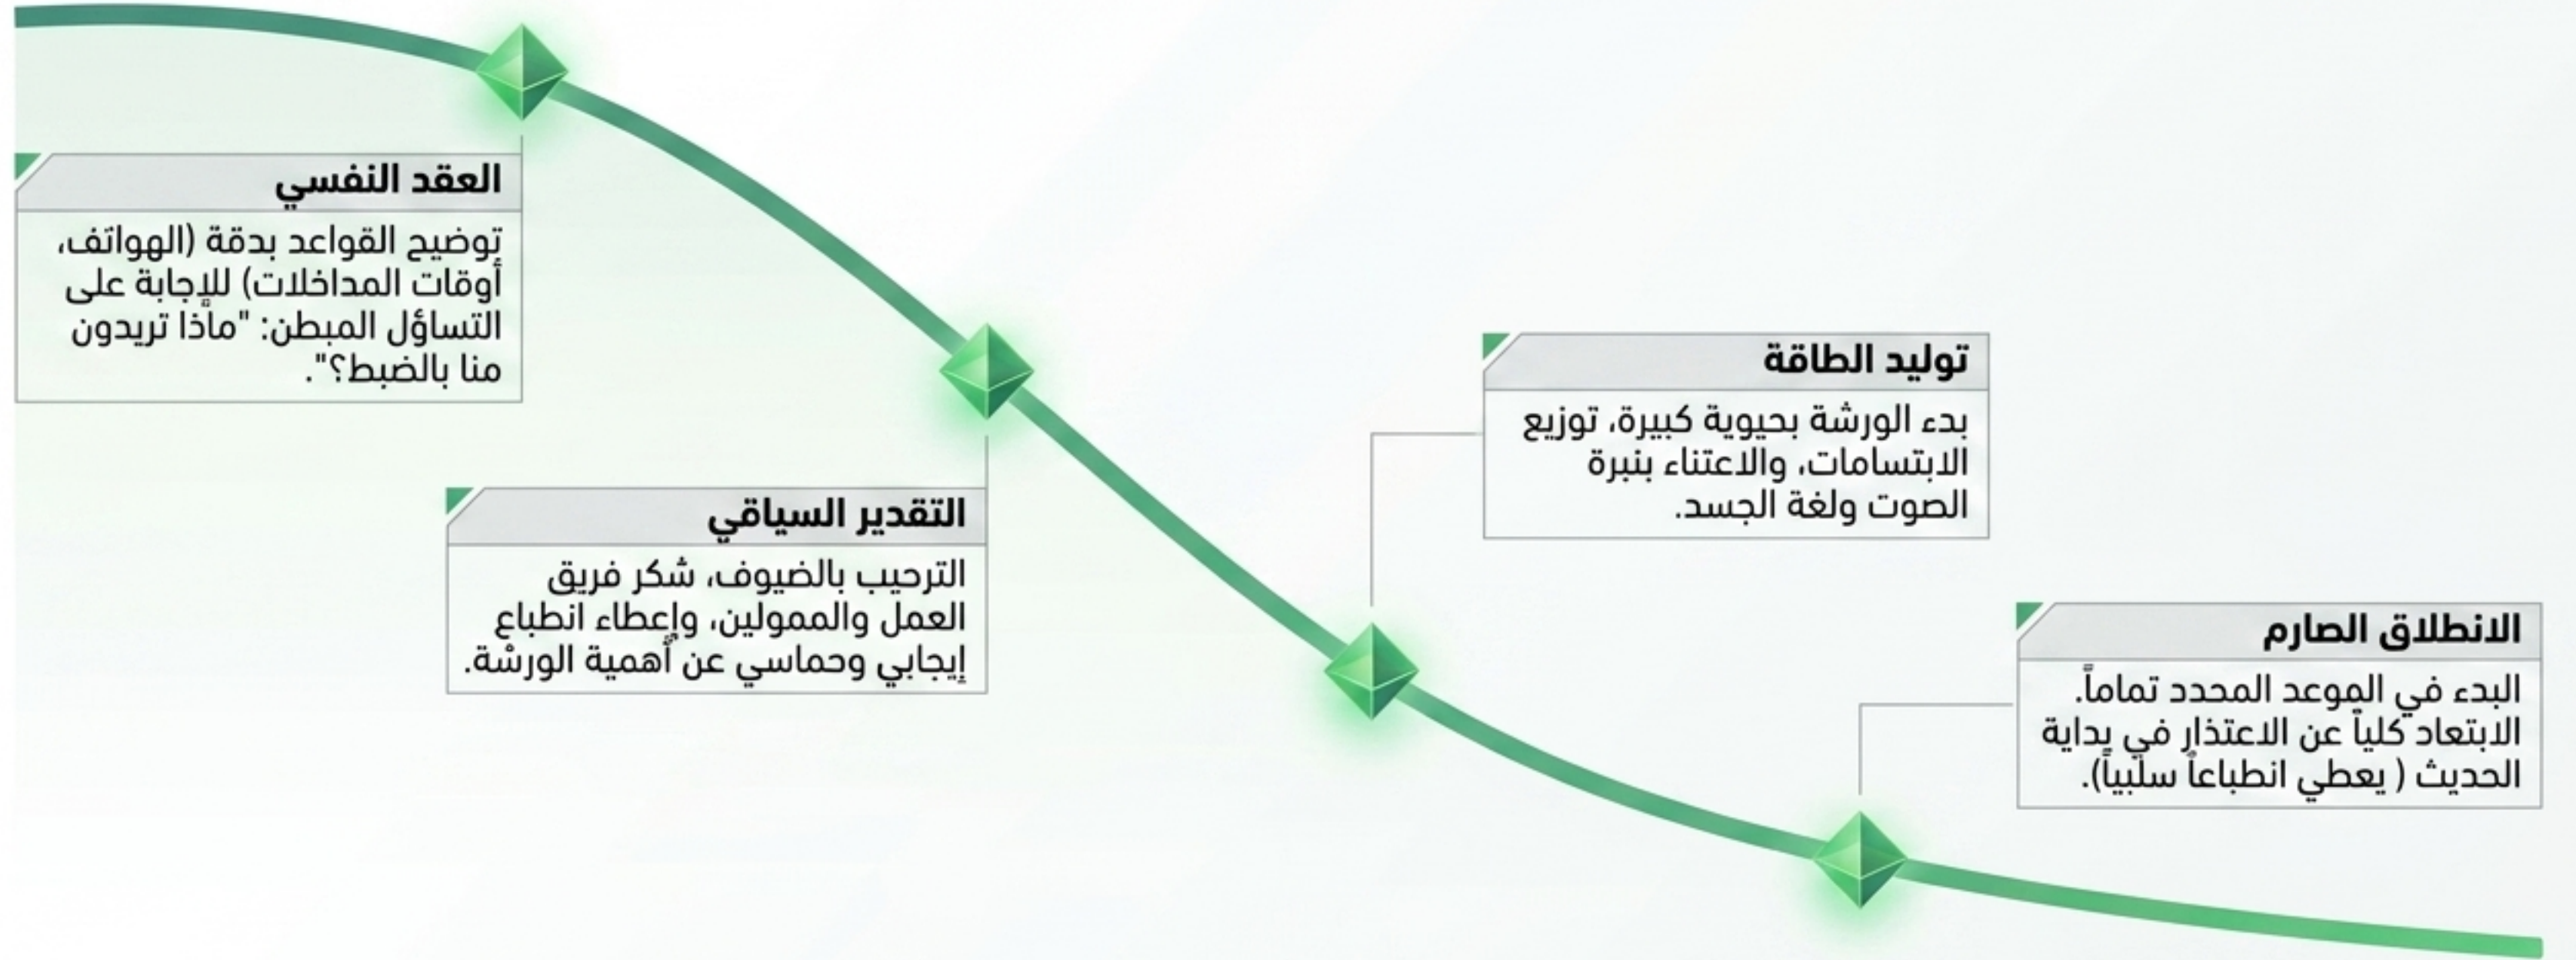 الانطلاق الصارم
البدء في الموعد المحدد تماماً.
الابتعاد كلياً عن الاعتذار في بداية
الحديث ( يعطي انطباعاً سلبياً).
توليد الطاقة
بدء الورشة بحيوية كبيرة، توزيع
الابتسامات، والاعتناء بنبرة
الصوت ولغة الجسد.
التقدير السياقي
الترحيب بالضيوف، شكر فريق
العمل والممولين، وإعطاء انطباع
إيجابي وحماسي عن أهمية الورشة.
العقد النفسي
توضيح القواعد بدقة (الهواتف،
أوقات المداخلات) للإجابة على
التساؤل المبطن: "ماذا تريدون
منا بالضبط؟".